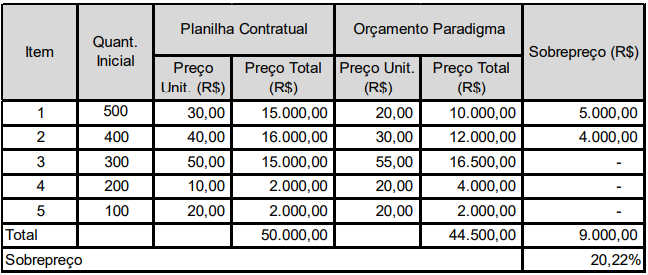 Item Quant. Inicial Planilha Contratual Orçamento Paradigma Sobrepreço (R$)
Preço Unit. (R$) Preço Total (R$) Preço Unit. (R$) Preço Total (R$)
1 500 30,00 15.000,00 20,00 10.000,00 5.000,00
2 400 40,00 16.000,00 30,00 12.000,00 4.000,00
3 300 50,00 15.000,00 55,00 16.500,00 -
4 200 10,00 2.000,00 20,00 4.000,00 -
5 100 20,00 2.000,00 20,00 2.000,00 -
Total 50.000,00 44.500,00 9.000,00
Sobrepreço 20,22%